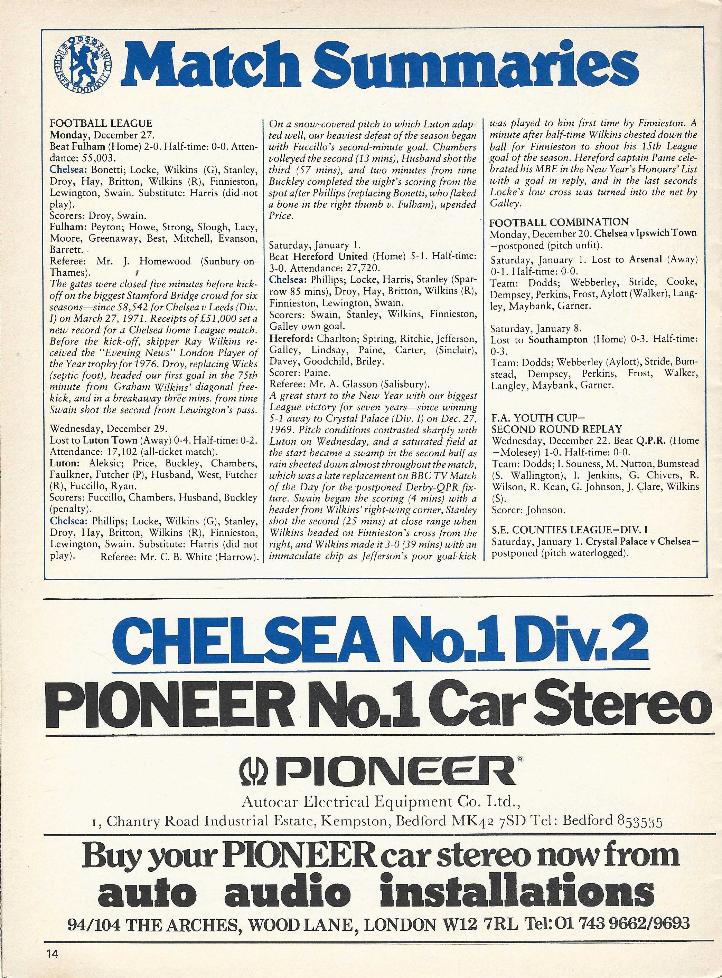 Match Summaries
FOOTBALL LEAGUE
Monday, December 27.
Beat Fulham (Home) 2-0. Half-time: 0-0. Atten-
dance: 55,003.
Chelsea: Bonetti; Locke, Wilkins (G), Stanley,
Droy, Hay, Britton, Wilkins (R), Finnieston,
Lewington, Swain. Substitute: Harris (did not
play).
Scorers: Droy, Swain.
Fulham: Peyton; Howe, Strong, Slough, Lacy,
Moore, Greenaway, Best, Mitchell, Evanson,
Barrett.
Referee: Mr. J. Homewood (Sunbury-on-
Thames).
The gates were closed five minutes before kick-
off on the biggest Stamford Bridge crowd for six
seasons—since 58,542 for Chelsea v Leeds (Div.
I) on March 27, 1971. Receipts of £51,000 set a
new record for a Chelsea home League match.
Before the kick-off, skipper Ray Wilkins re-
ceived the "Evening News" London Player of
the Year trophy for 1976. Droy, replacing Wicks
(septic foot), headed our first goal in the 75th
minute from Graham Wilkins' diagonal free-
kick, and in a breakaway three mins. from time
Swain shot the second from Lewington's pass.
Wednesday, December 29.
Lost to Luton Town (Away) 0-4. Half-time: 0-2.
Attendance: 17,102 (all-ticket match).
Luton: Aleksic; Price, Buckley, Chambers,
Faulkner, Futcher (P), Husband, West, Futcher
(R), Fuccillo, Ryan.
Scorers: Fuccillo, Chambers, Husband, Buckley
(penalty).
Chelsea: Phillips; Locke, Wilkins (G), Stanley,
Droy, Hay, Britton, Wilkins (R), Finnieston,
Lewington, Swain. Substitute: Harris (did not
play). Referee: Mr. C. B. White (Harrow).
On a snow-covered pitch to which Luton adap-
ted well, our heaviest defeat of the season began
with Fuccillo's second-minute goal. Chambers
volleyed the second (13 mins), Husband shot the
third (57 mins), and two minutes from time
Buckley completed the night's scoring from the
spot after Phillips (replacing Bonetti, who flaked
a bone in the right thumb v. Fulham), upended
Price.
Saturday, January 1.
Beat Hereford United (Home) 5-1. Half-time:
3-0. Attendance: 27,720.
Chelsea: Phillips; Locke, Harris, Stanley (Spar-
row 85 mins), Droy, Hay, Britton, Wilkins (R),
Finnieston, Lewington, Swain.
Scorers: Swain, Stanley, Wilkins, Finnieston,
Galley own goal.
Hereford: Charlton; Spiring, Ritchie, Jefferson,
Galley, Lindsay, Paine, Carter, (Sinclair),
Davey, Goodchild, Briley.
Scorer: Paine.
Referee: Mr. A. Glasson (Salisbury).
A great start to the New Year with our biggest
League victory for seven years—since winning
5-1 away to Crystal Palace (Div. I) on Dec. 27,
1969. Pitch conditions contrasted sharply with
Luton on Wednesday, and a saturated field at
the start became a swamp in the second half as
rain sheeted down almost throughout the match,
which was a late replacement on BBC TV Match
of the Day for the postponed Derby-QPR fix-
ture. Swain began the scoring (4 mins) with a
header from Wilkins' right-wing corner, Stanley
shot the second (25 mins) at close range when
Wilkins headed on Finnieston's cross from the
right, and Wilkins made it 3-0 (39 mins) with an
immaculate chip as Jefferson's poor goal-kick
was played to him first time by Finnieston. A
minute after half-time Wilkins chested down the
ball for Finnieston to shoot his 15th League
goal of the season. Hereford captain Paine cele-
brated his MBE in the New Year's Honours' List
with a goal in reply, and in the last seconds
Locke's low cross was turned into the net by
Galley.
FOOTBALL COMBINATION
Monday, December 20. Chelsea v Ipswich Town
—postponed (pitch unfit).
Saturday, January 1. Lost to Arsenal (Away)
0-1. Half-time: 0-0.
Team: Dodds; Webberley, Stride, Cooke,
Dempsey, Perkins, Frost, Aylott (Walker), Lang-
ley, Maybank, Garner.
Saturday, January 8.
Lost to Southampton (Home) 0-3. Half-time:
0-3.
Team: Dodds; Webberley (Aylott), Stride, Bum-
stead, Dempsey, Perkins, Frost, Walker,
Langley, Maybank, Garner.
F.A. YOUTH CUP—
SECOND ROUND REPLAY
Wednesday, December 22. Beat Q.P.R. (Home
—Molesey) 1-0. Half-time: 0-0.
Team: Dodds; I. Souness, M. Nutton, Bumstead
(S. Wallington), I. Jenkins, G. Chivers, R.
Wilson, R. Kean, G. Johnson, J. Clare, Wilkins
(S).
Scorer: Johnson.
S.E. COUNTIES LEAGUE—DIV. I
Saturday, January 1. Crystal Palace v Chelsea—
postponed (pitch waterlogged).
CHELSEA No.1 Div.2
PIONEER No.1 Car Stereo
PIONEER®
Autocar Electrical Equipment Co. Ltd.,
1, Chantry Road Industrial Estate, Kempston, Bedford MK42 7SD Tel: Bedford 853535
Buy your PIONEER car stereo now from
auto audio installations
94/104 THE ARCHES, WOOD LANE, LONDON W12 7RL Tel: 01 743 9662/9693
14